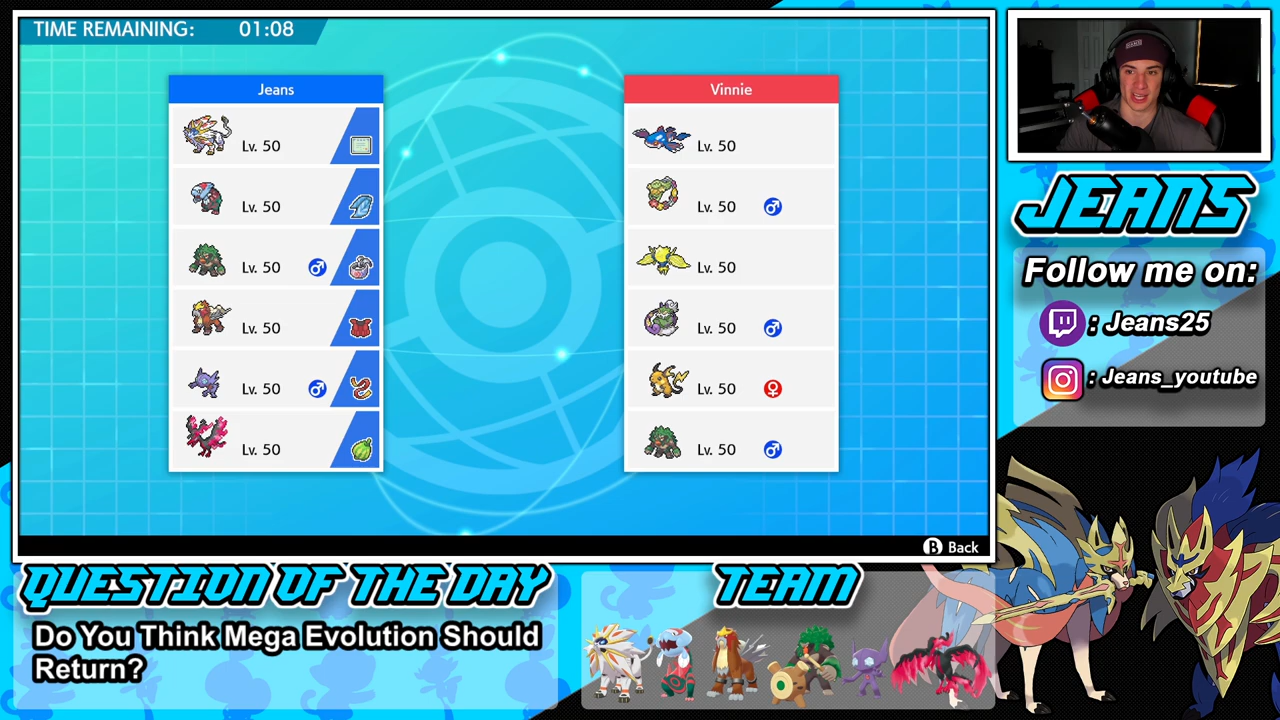 TIME REMAINING: 01:08
Jeans
Lv. 50
Lv. 50
Lv. 50
Lv. 50
Lv. 50
Lv. 50
Vinnie
Lv. 50
Lv. 50
Lv. 50
Lv. 50
Lv. 50
Lv. 50
B Back
JEANS
Follow me on:
: Jeans25
: Jeans_youtube
QUESTION OF THE DAY
Do You Think Mega Evolution Should
Return?
TEAM